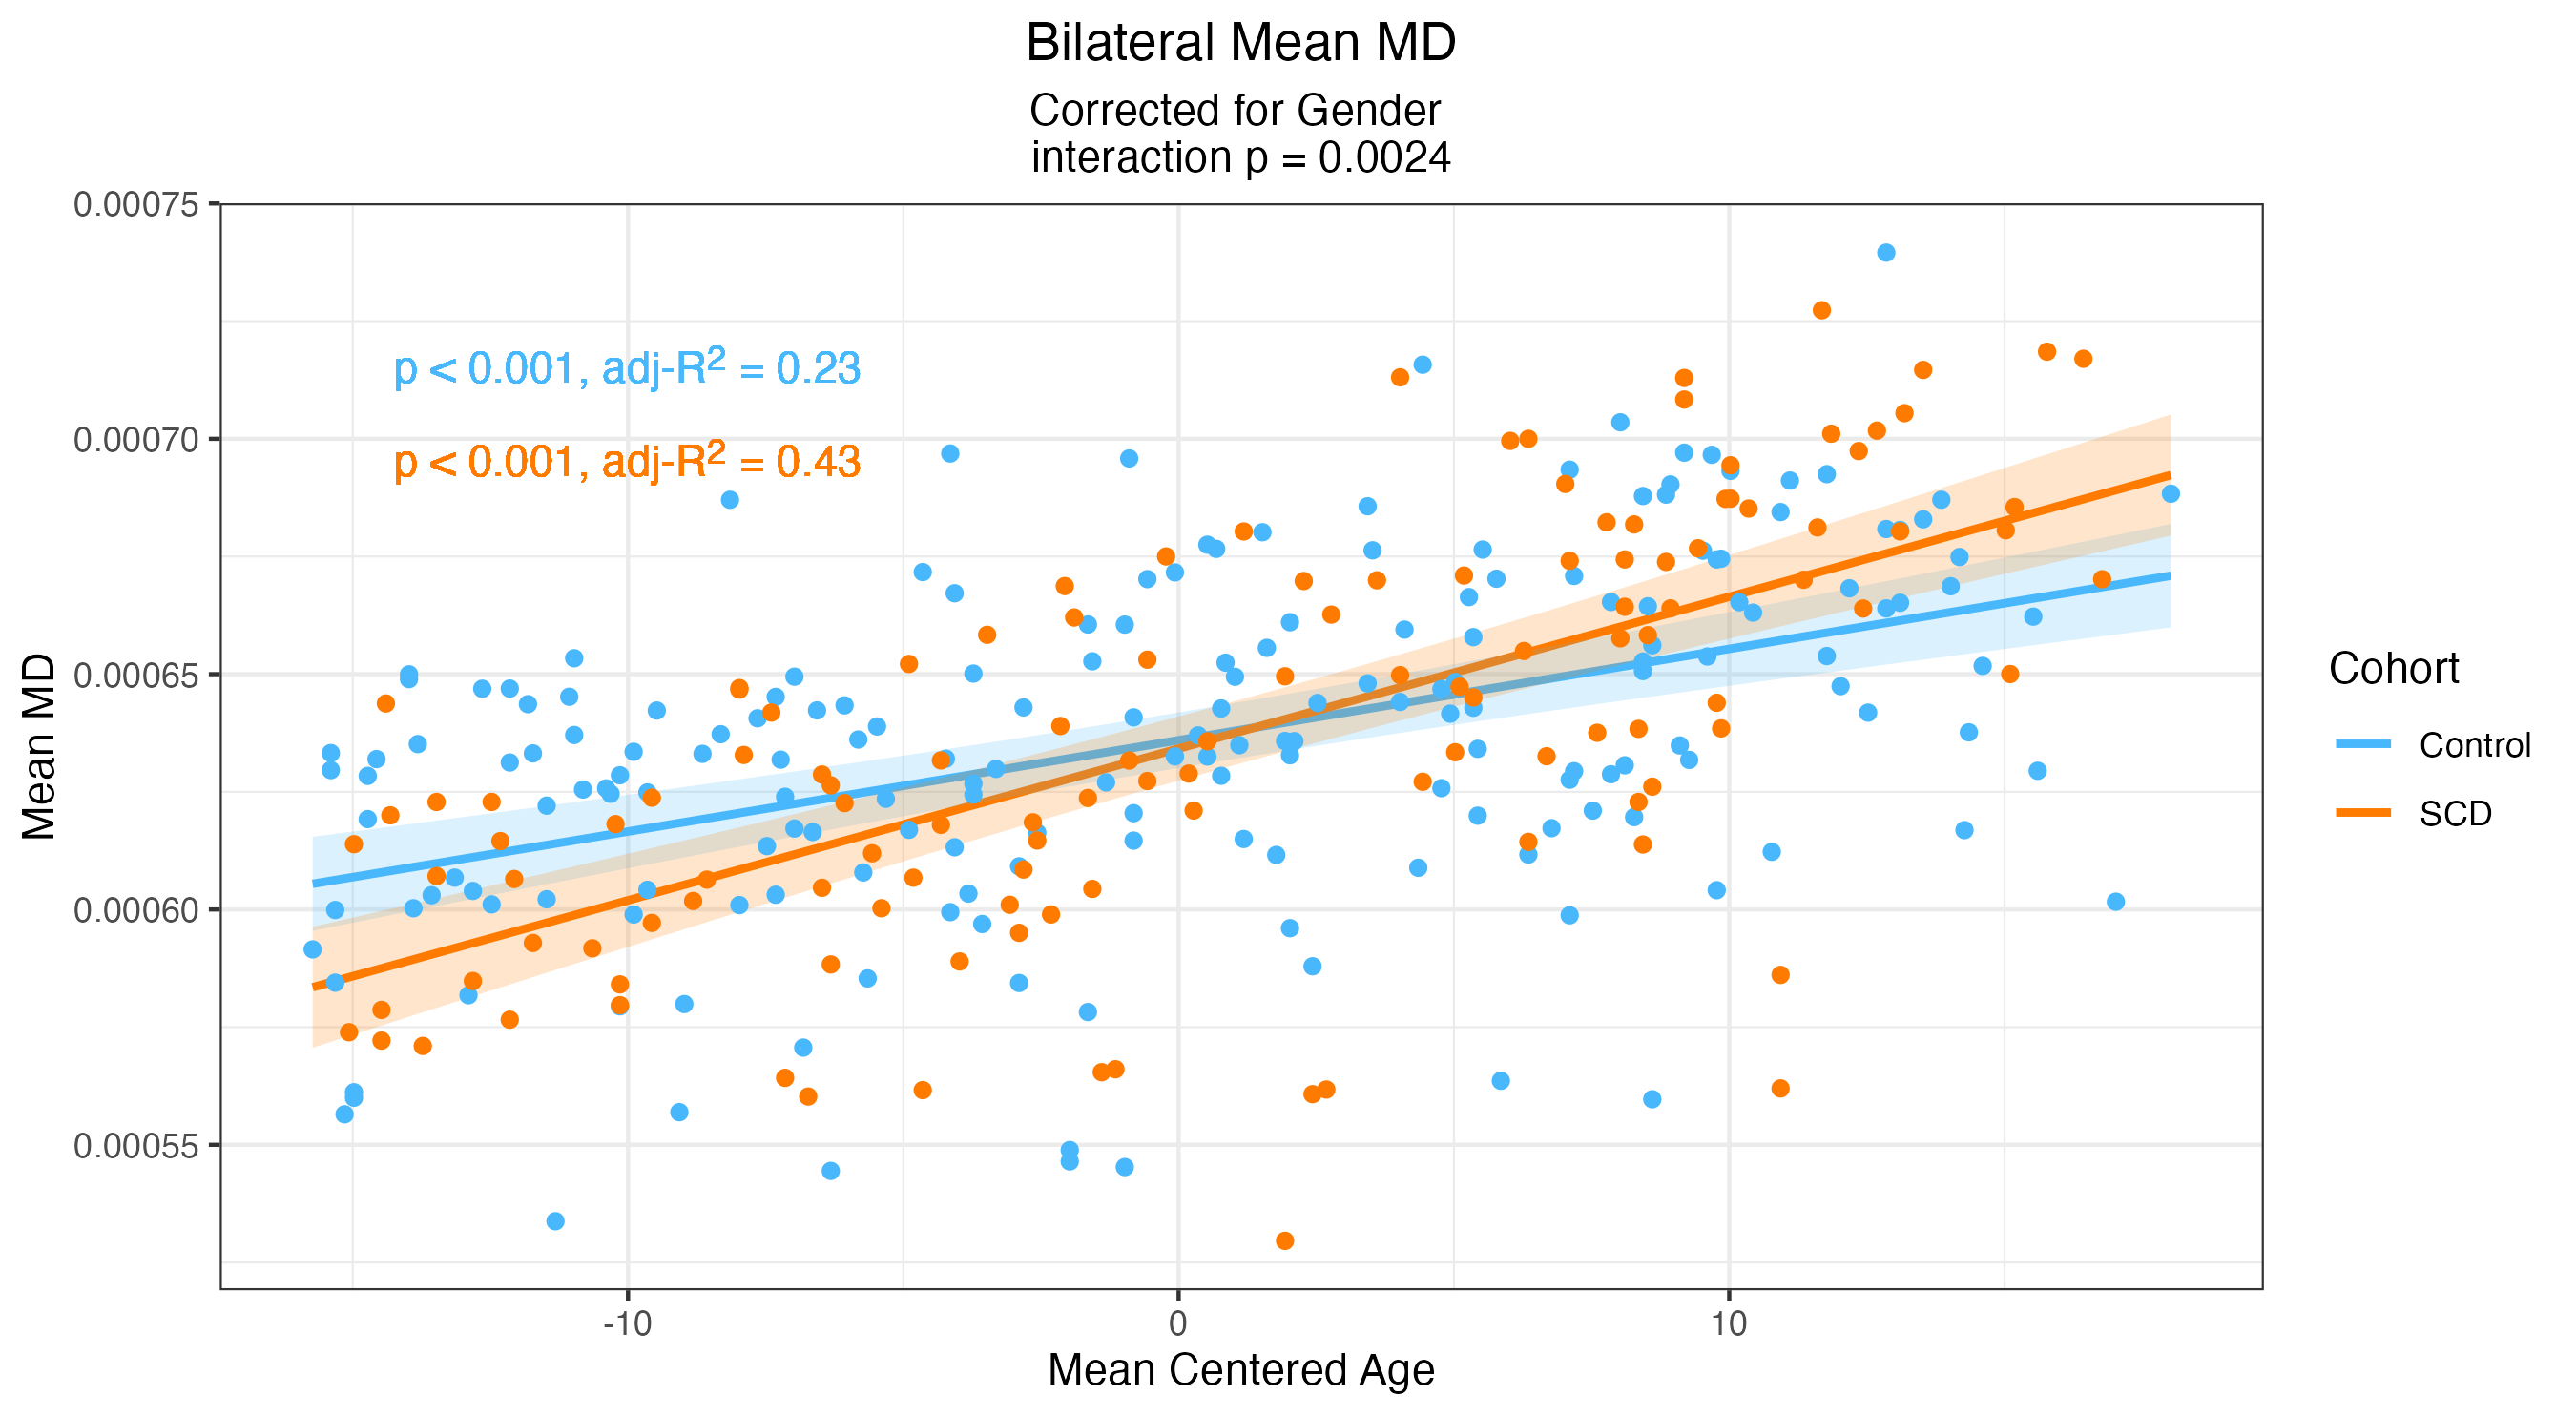 Bilateral Mean MD
Corrected for Gender
interaction p = 0.0024
0.00075
0.00070
0.00065
0.00060
0.00055
Mean MD
p < 0.001, adj-R² = 0.23
p < 0.001, adj-R² = 0.43
-10
0
10
Mean Centered Age
Cohort
Control
SCD